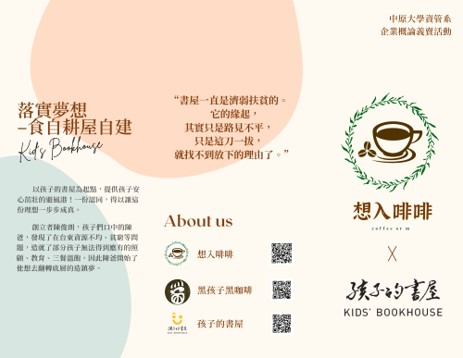 落實夢想
–食自耕屋自建
Kid's Bookhouse
以孩子的書屋為起點，提供孩子安
心茁壯的避風港！一份認同，得以讓這
份理想一步步成真。
創立者陳俊朗，孩子們口中的陳
爸，發現了在台東資源不均、貧窮等問
題，造就了部分孩子無法得到應有的照
顧、教育、三餐溫飽，因此陳爸開始了
他想去翻轉底層的造鎮夢。
“書屋一直是濟弱扶貧的。
它的緣起，
其實只是路見不平，
只是這刀一拔，
就找不到放下的理由了。”
About us
想入啡啡
黑孩子黑咖啡
孩子的書屋
中原大學資管系
企業概論義賣活動
想入啡啡
X
孩子的書屋
KIDS' BOOKHOUSE